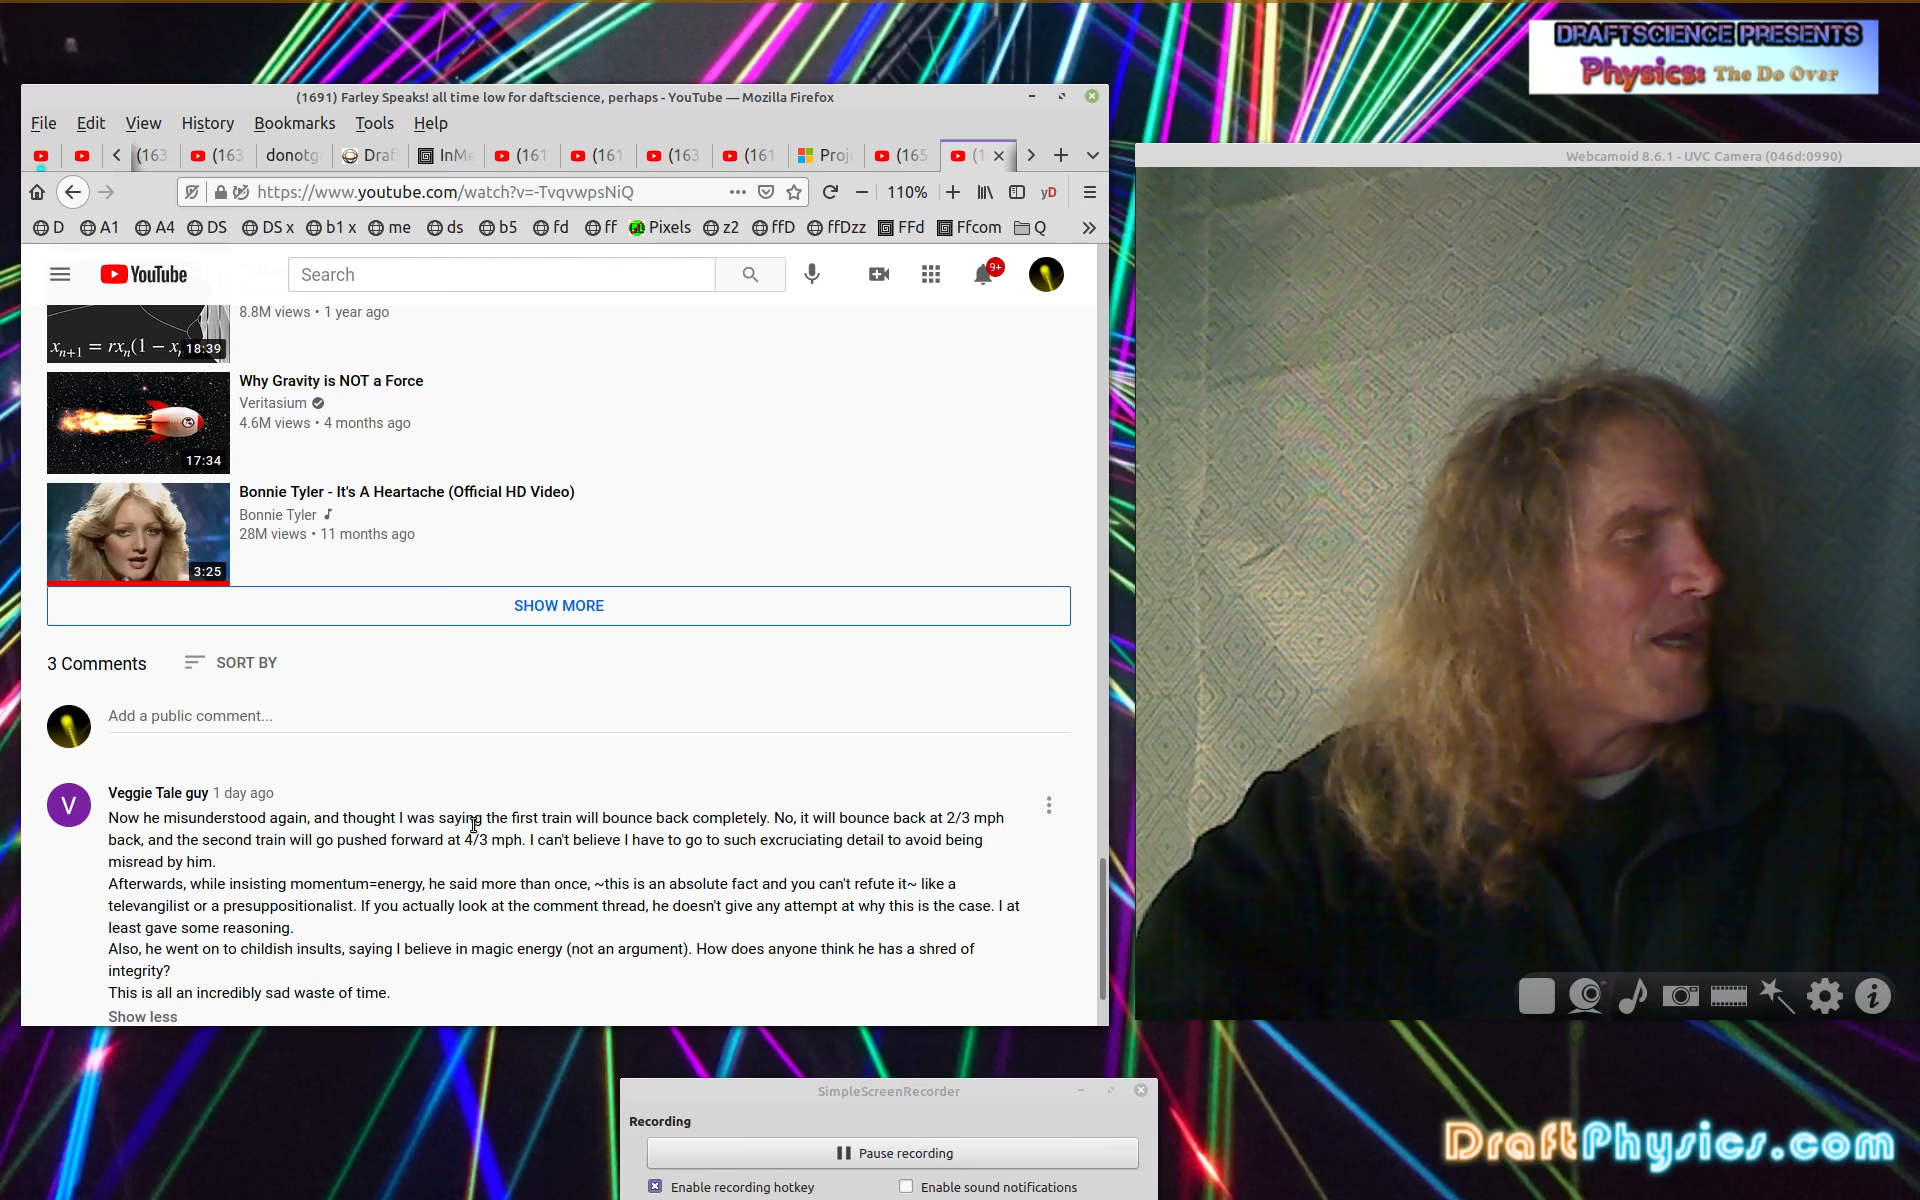 DRAFTSCIENCE PRESENTS
Physics: The Do Over
(1691) Farley Speaks! all time low for daftscience, perhaps - YouTube — Mozilla Firefox
File Edit View History Bookmarks Tools Help
(163 (163 donotg Draf InMe (161 (161 (163 (161 Proj (165 (1
https://www.youtube.com/watch?v=-TvqvwpsNiQ 110% yD
D A1 A4 DS DS x b1 x me ds b5 fd ff Pixels z2 ffD ffDzz FFd Ffcom Q
Webcamoid 8.6.1 - UVC Camera (046d:0990)
YouTube Search 9+
8.8M views • 1 year ago
18:39
Why Gravity is NOT a Force
Veritasium
4.6M views • 4 months ago
17:34
Bonnie Tyler - It's A Heartache (Official HD Video)
Bonnie Tyler
28M views • 11 months ago
3:25
SHOW MORE
3 Comments SORT BY
Add a public comment...
V
Veggie Tale guy 1 day ago
Now he misunderstood again, and thought I was saying the first train will bounce back completely. No, it will bounce back at 2/3 mph
back, and the second train will go pushed forward at 4/3 mph. I can't believe I have to go to such excruciating detail to avoid being
misread by him.
Afterwards, while insisting momentum=energy, he said more than once, ~this is an absolute fact and you can't refute it~ like a
televangilist or a presuppositionalist. If you actually look at the comment thread, he doesn't give any attempt at why this is the case. I at
least gave some reasoning.
Also, he went on to childish insults, saying I believe in magic energy (not an argument). How does anyone think he has a shred of
integrity?
This is all an incredibly sad waste of time.
Show less
SimpleScreenRecorder
Recording
Pause recording
Enable recording hotkey Enable sound notifications
DraftPhysics.com